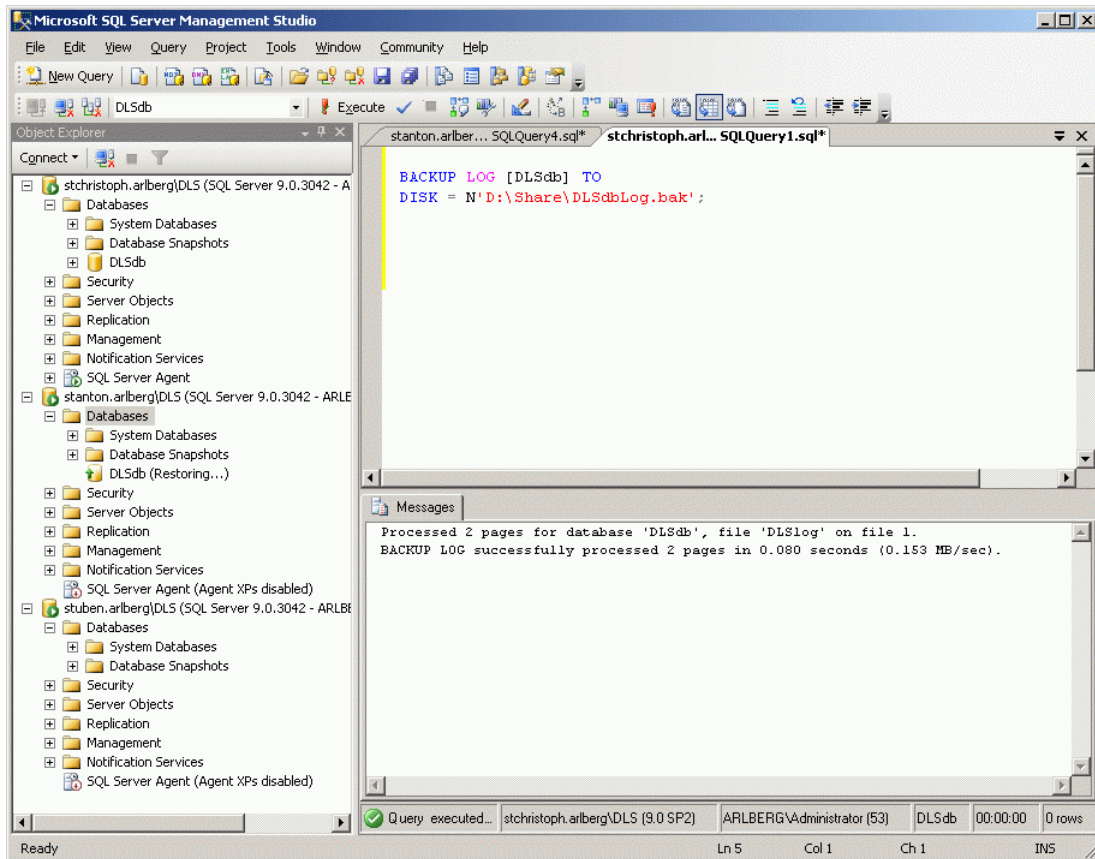 Microsoft SQL Server Management Studio
File Edit View Query Project Tools Window Community Help
New Query
DLSdb Execute
Object Explorer
Connect
stchristoph.arlberg\DLS (SQL Server 9.0.3042 - A
Databases
System Databases
Database Snapshots
DLSdb
Security
Server Objects
Replication
Management
Notification Services
SQL Server Agent
stanton.arlberg\DLS (SQL Server 9.0.3042 - ARLE
Databases
System Databases
Database Snapshots
DLSdb (Restoring...)
Security
Server Objects
Replication
Management
Notification Services
SQL Server Agent (Agent XPs disabled)
stuben.arlberg\DLS (SQL Server 9.0.3042 - ARLBE
Databases
System Databases
Database Snapshots
Security
Server Objects
Replication
Management
Notification Services
SQL Server Agent (Agent XPs disabled)
stanton.arlber... SQLQuery4.sql* stchristoph.arl... SQLQuery1.sql*
BACKUP LOG [DLSdb] TO
DISK = N'D:\Share\DLSdbLog.bak';
Messages
Processed 2 pages for database 'DLSdb', file 'DLSlog' on file 1.
BACKUP LOG successfully processed 2 pages in 0.080 seconds (0.153 MB/sec).
Query executed... stchristoph.arlberg\DLS (9.0 SP2) ARLBERG\Administrator (53) DLSdb 00:00:00 0 rows
Ready Ln 5 Col 1 Ch 1 INS